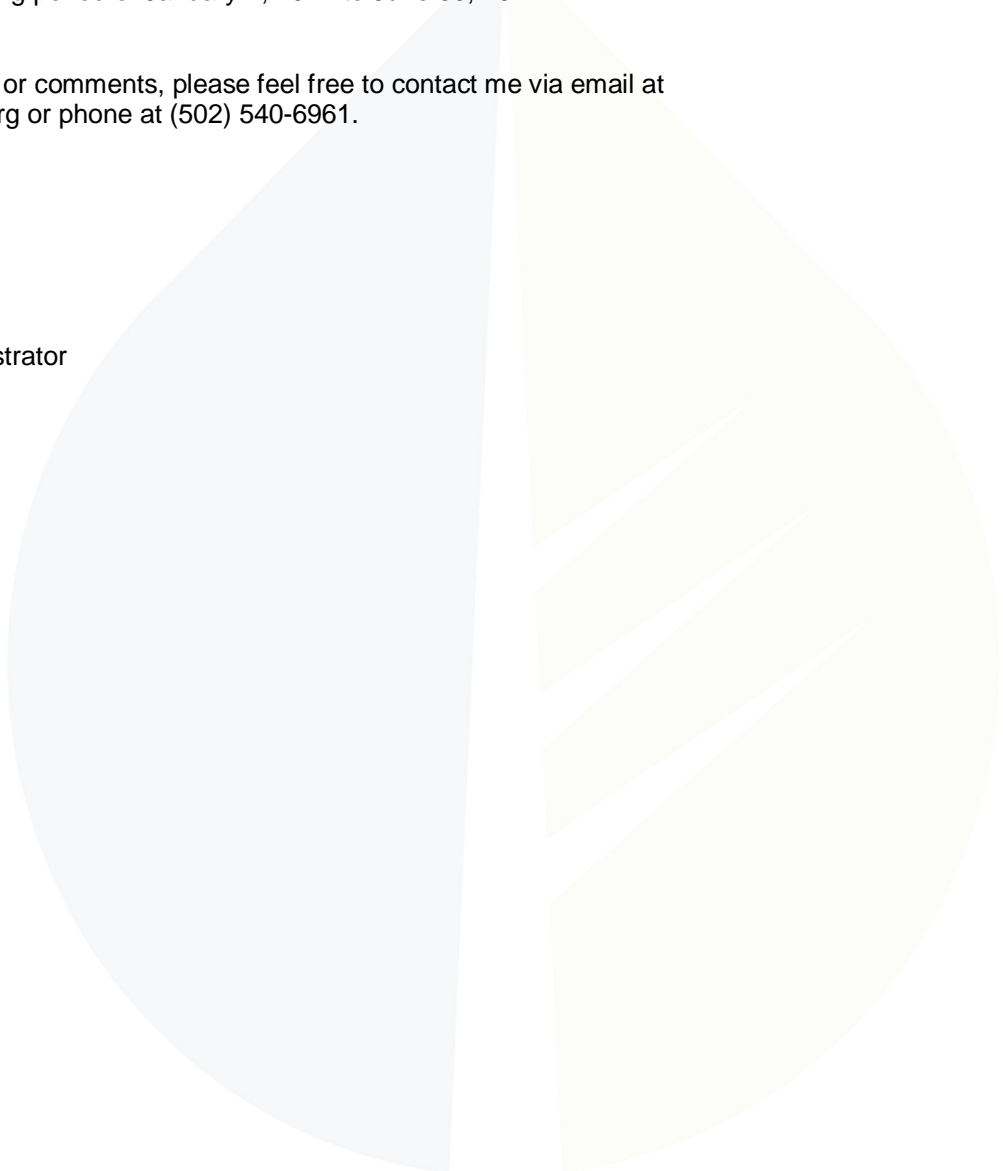 or comments, please feel free to contact me via email at
rg or phone at (502) 540-6961.
strator